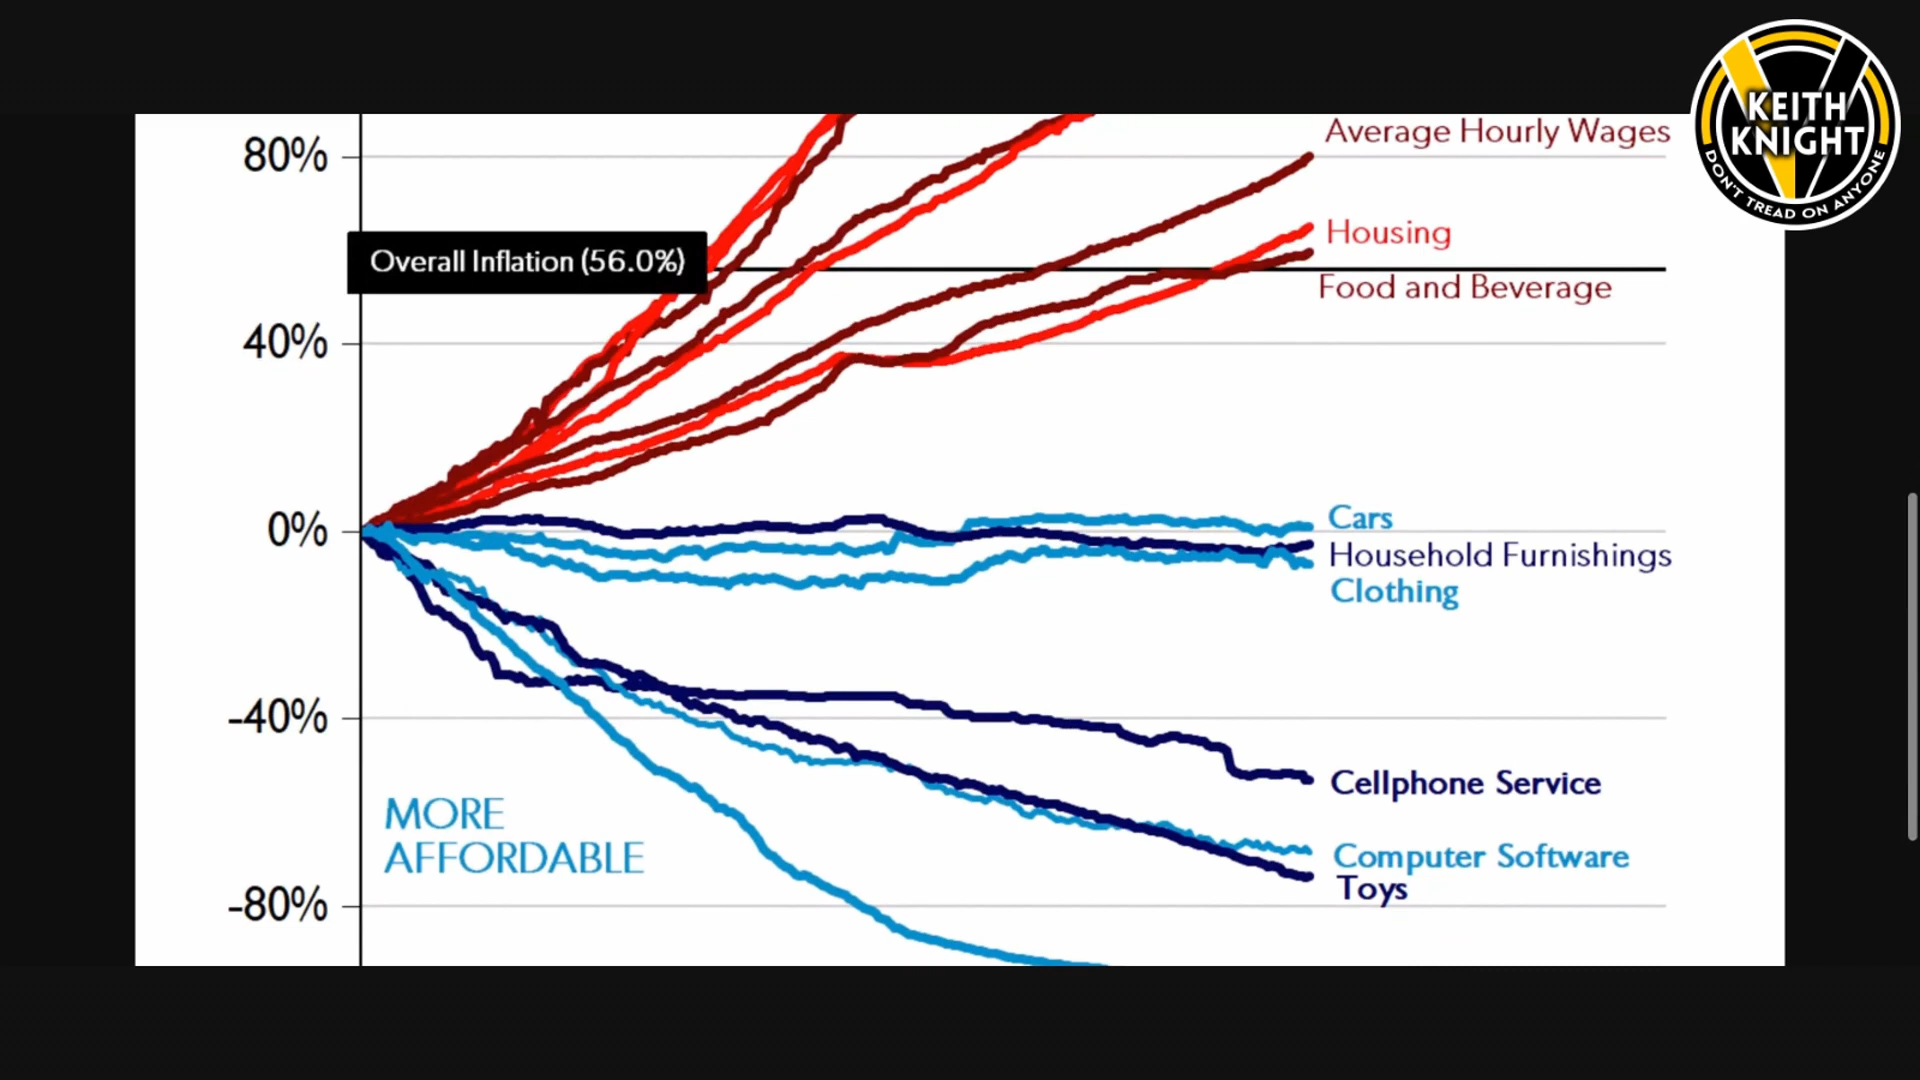 KEITH
KNIGHT
DON'T TREAD ON ANYONE
80%
Average Hourly Wages
Housing
Overall Inflation (56.0%)
Food and Beverage
40%
0%
Cars
Household Furnishings
Clothing
-40%
Cellphone Service
MORE
AFFORDABLE
Computer Software
Toys
-80%